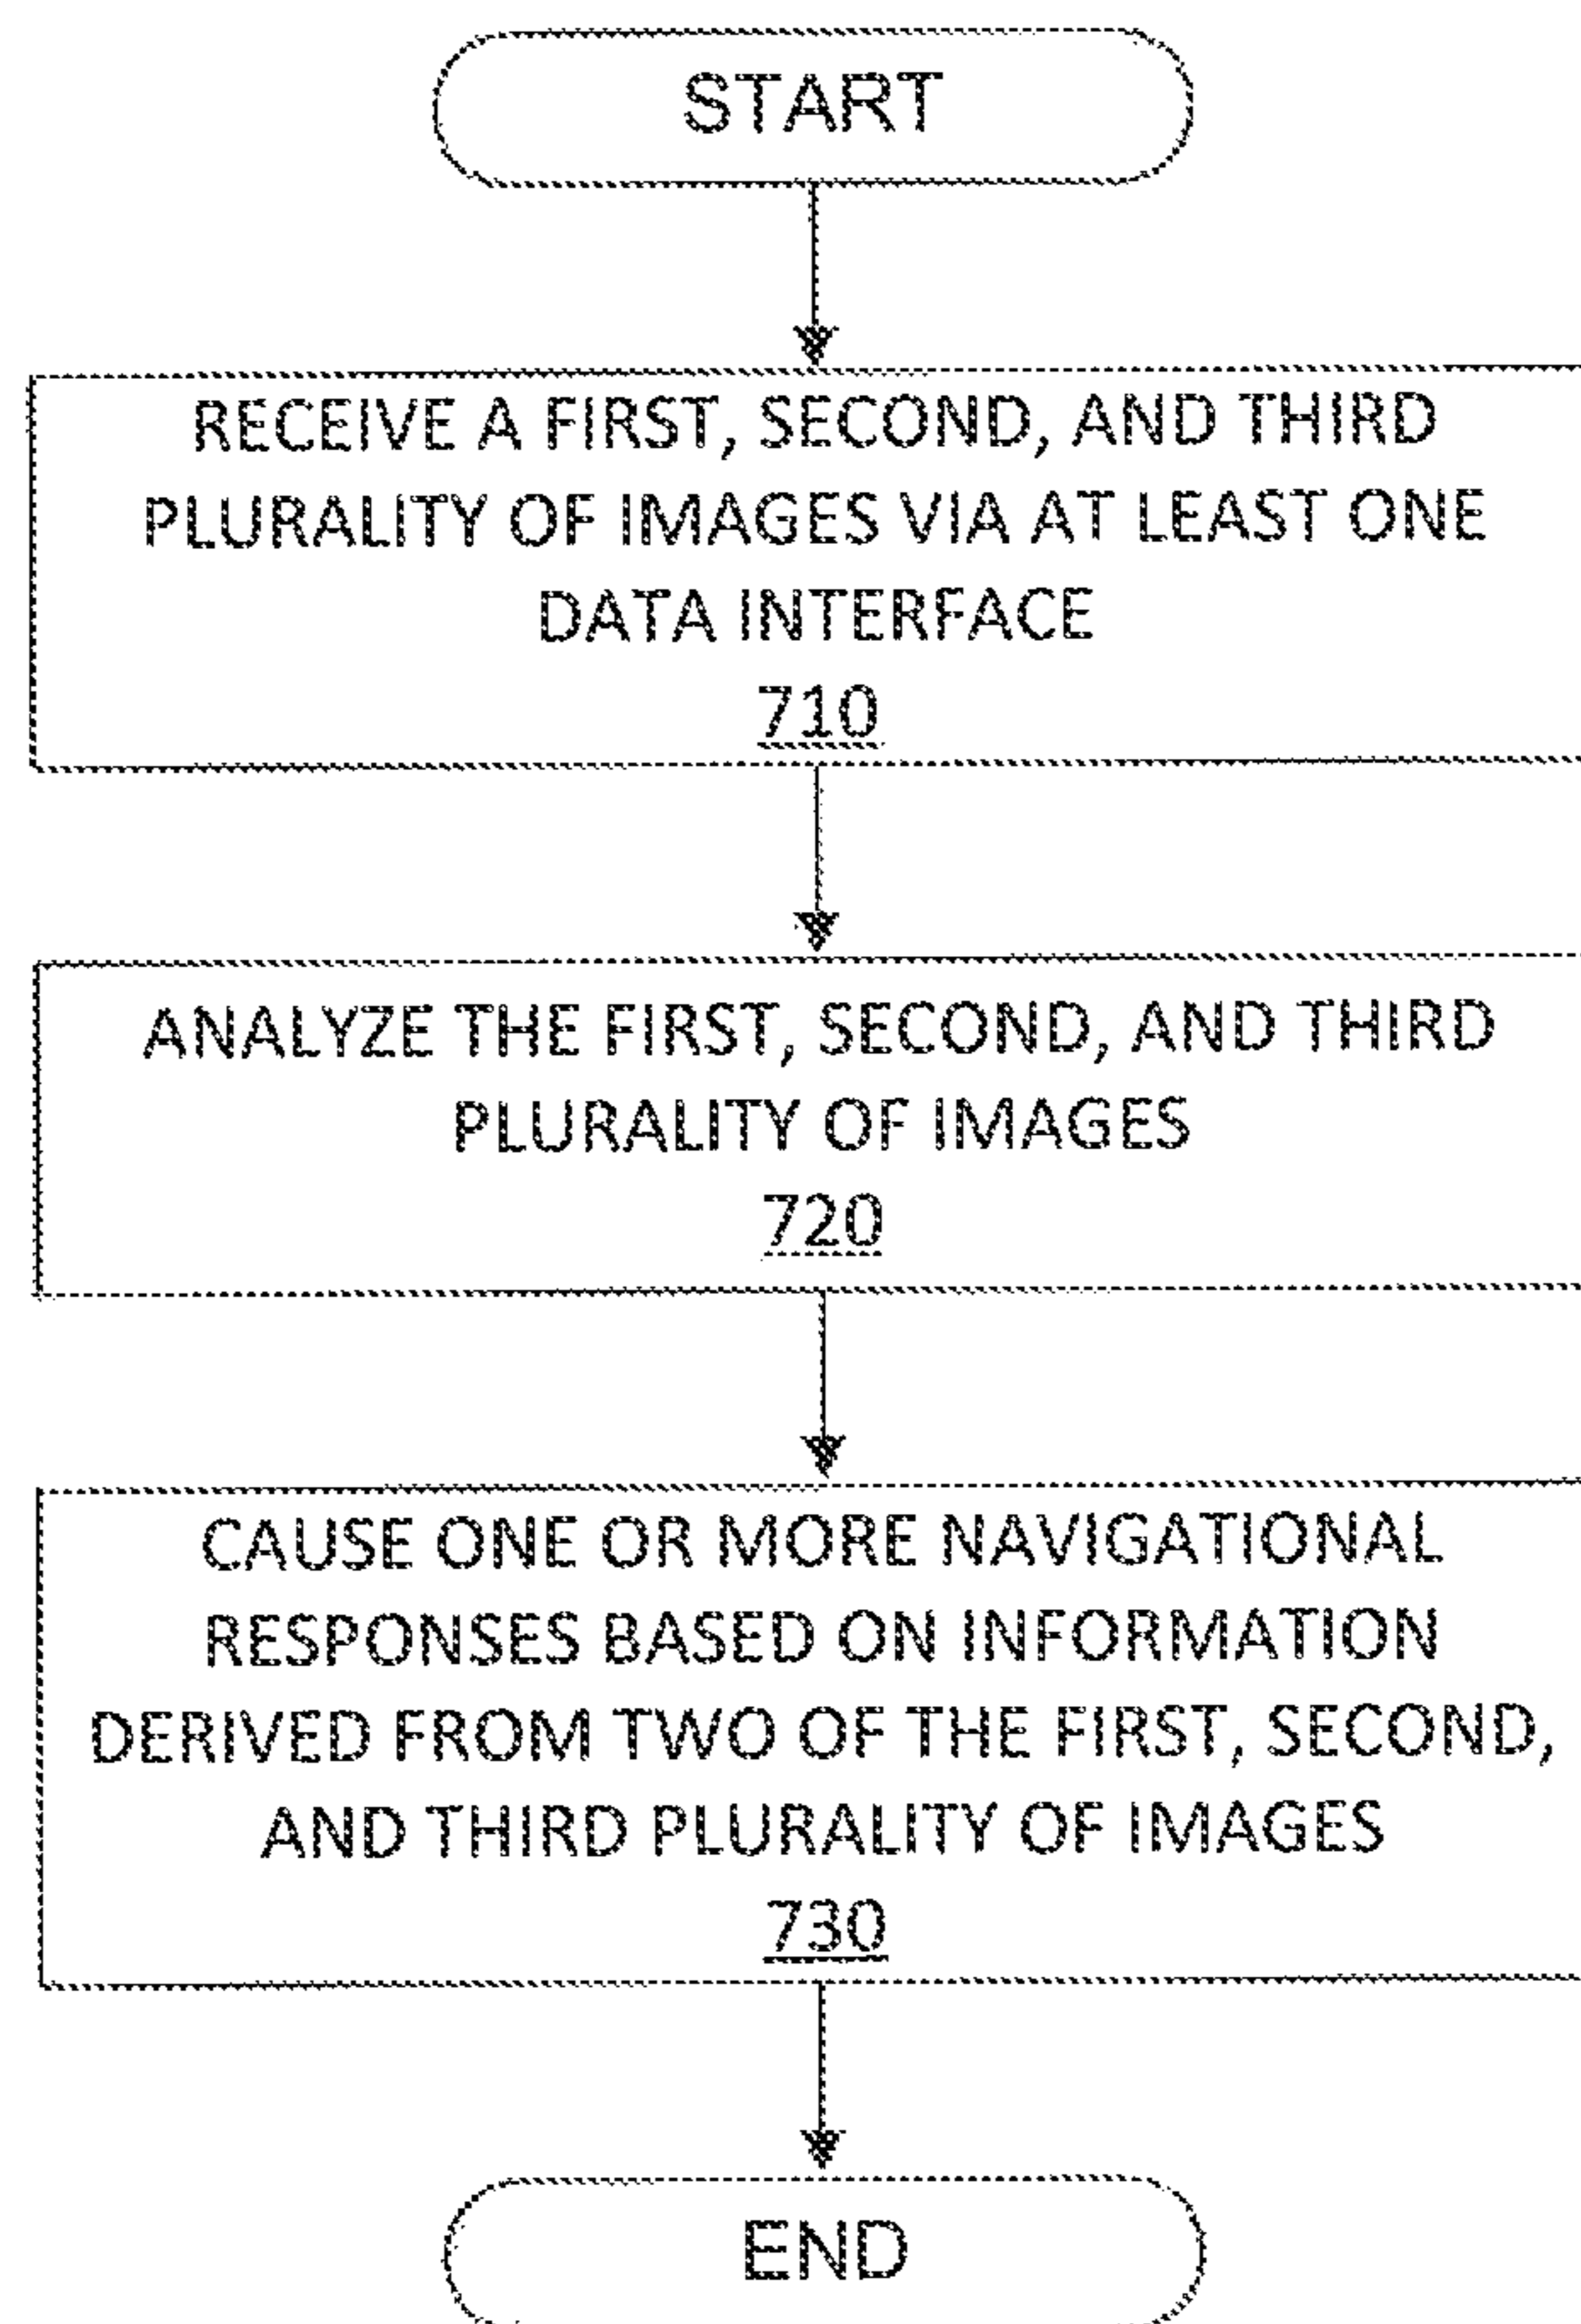 START
RECEIVE A FIRST, SECOND, AND THIRD
PLURALITY OF IMAGES VIA AT LEAST ONE
DATA INTERFACE
710
ANALYZE THE FIRST, SECOND, AND THIRD
PLURALITY OF IMAGES
720
CAUSE ONE OR MORE NAVIGATIONAL
RESPONSES BASED ON INFORMATION
DERIVED FROM TWO OF THE FIRST, SECOND,
AND THIRD PLURALITY OF IMAGES
730
END